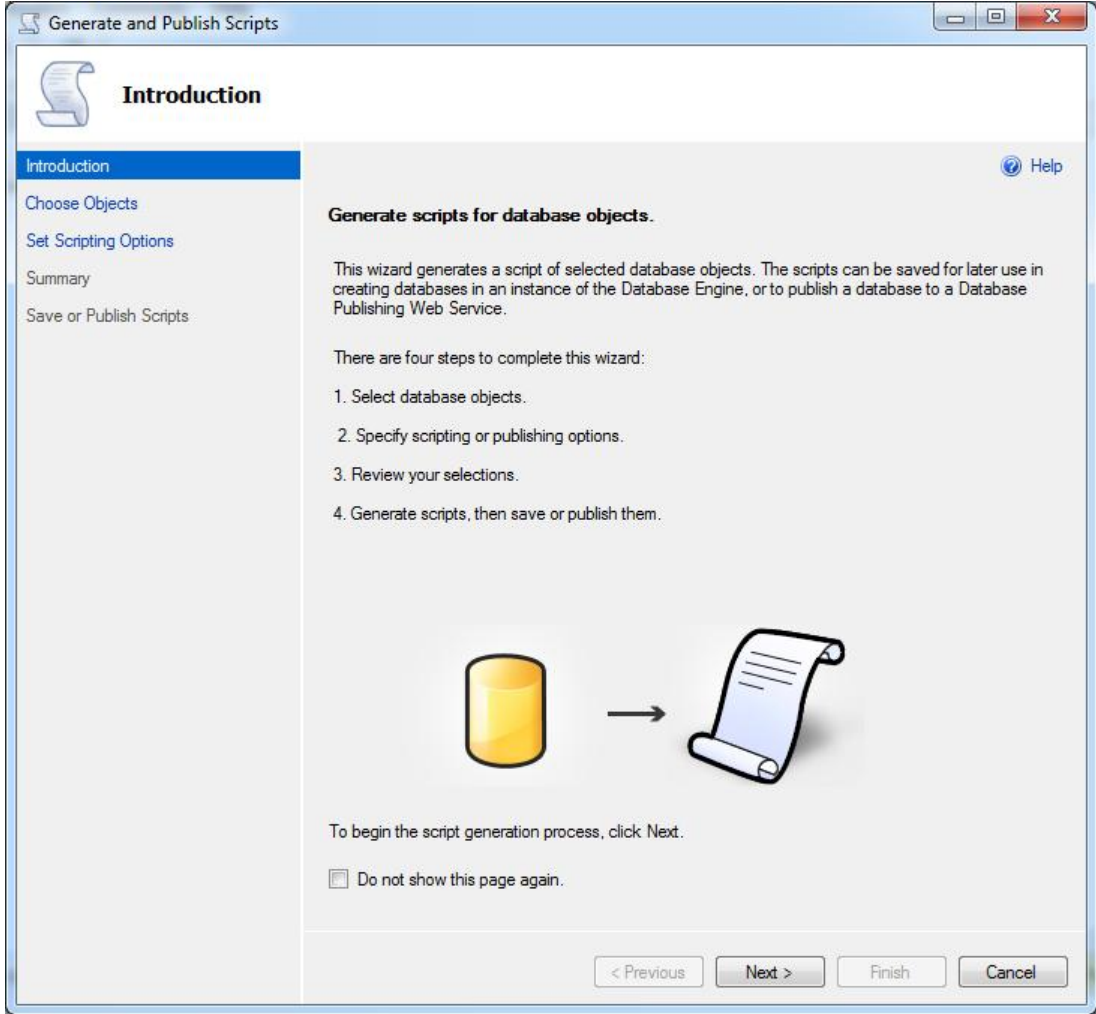 Generate and Publish Scripts
Introduction
Introduction
Choose Objects
Set Scripting Options
Summary
Save or Publish Scripts
Help
Generate scripts for database objects.
This wizard generates a script of selected database objects. The scripts can be saved for later use in
creating databases in an instance of the Database Engine, or to publish a database to a Database
Publishing Web Service.
There are four steps to complete this wizard:
1. Select database objects.
2. Specify scripting or publishing options.
3. Review your selections.
4. Generate scripts, then save or publish them.
To begin the script generation process, click Next.
Do not show this page again.
< Previous
Next >
Finish
Cancel